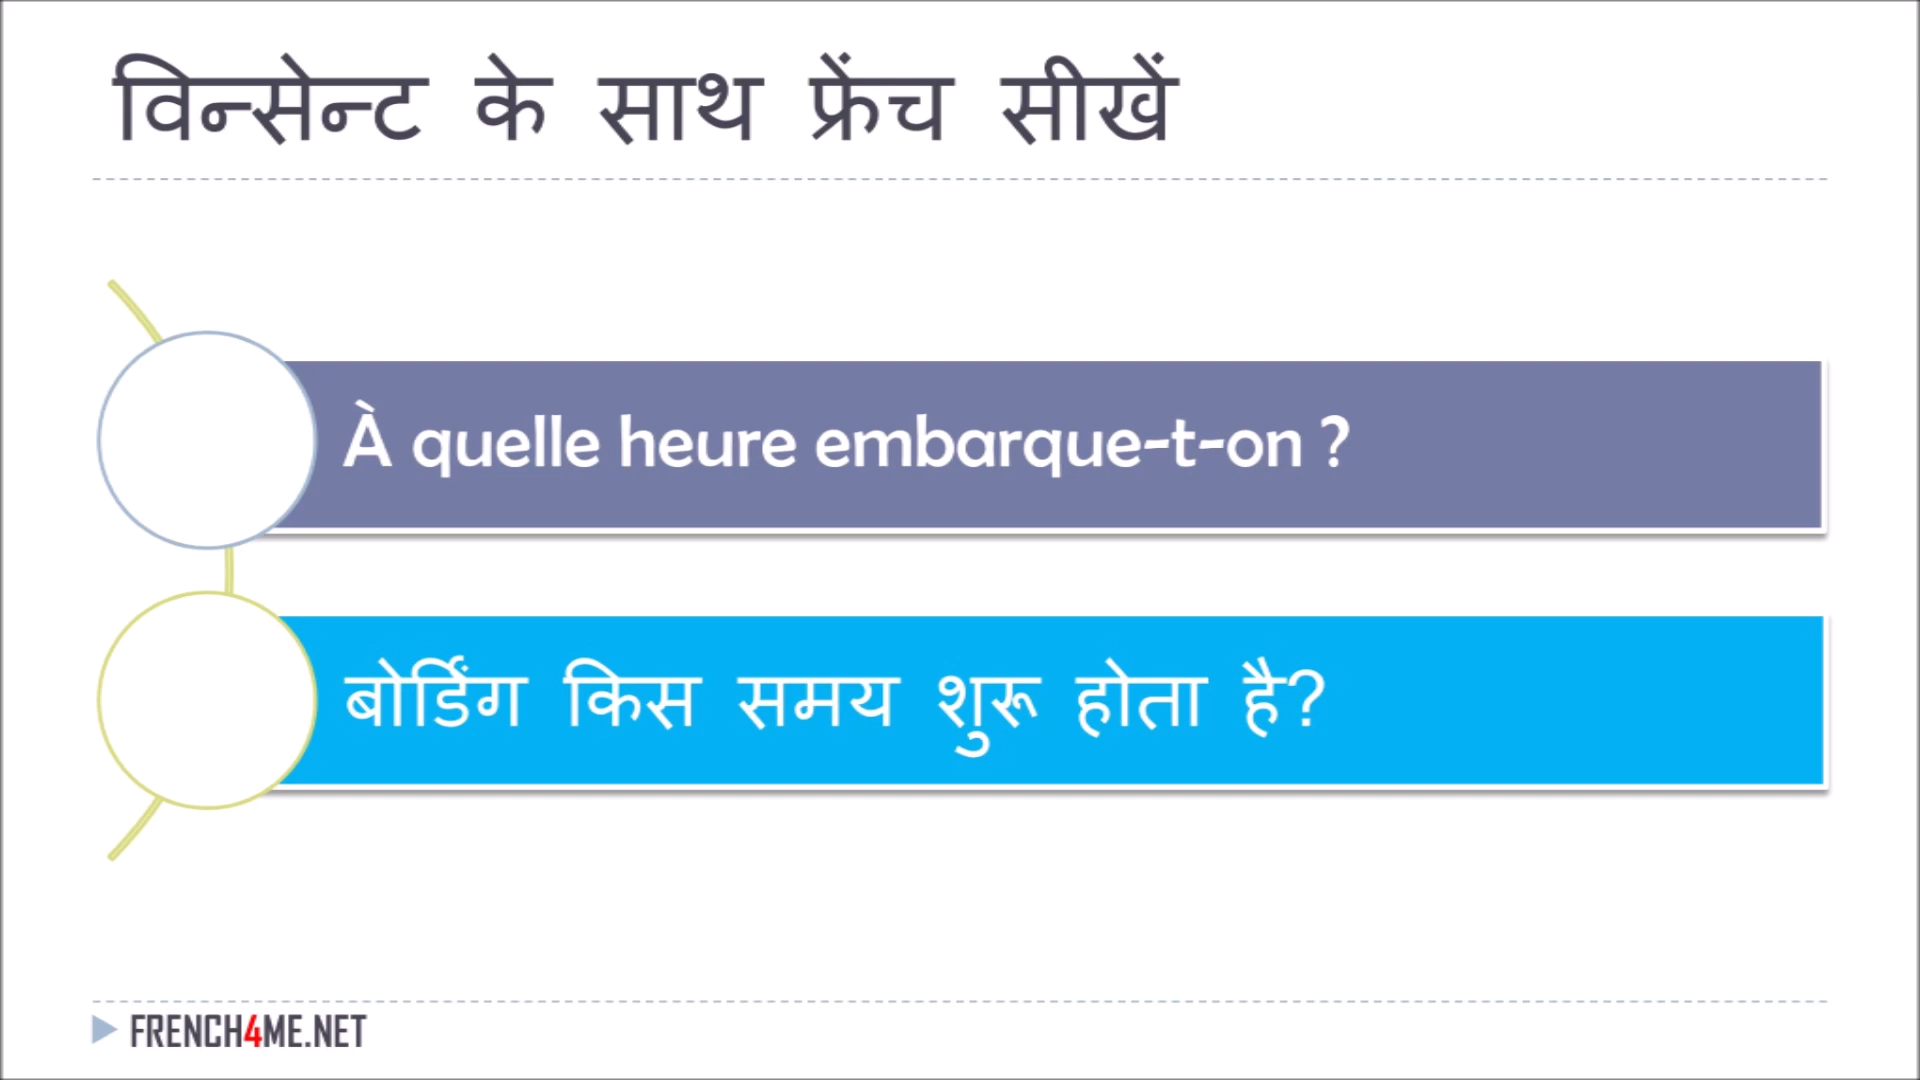 विन्सेन्ट के साथ फ्रेंच सीखें
À quelle heure embarque-t-on ?
बोर्डिंग किस समय शुरू होता है?
FRENCH4ME.NET